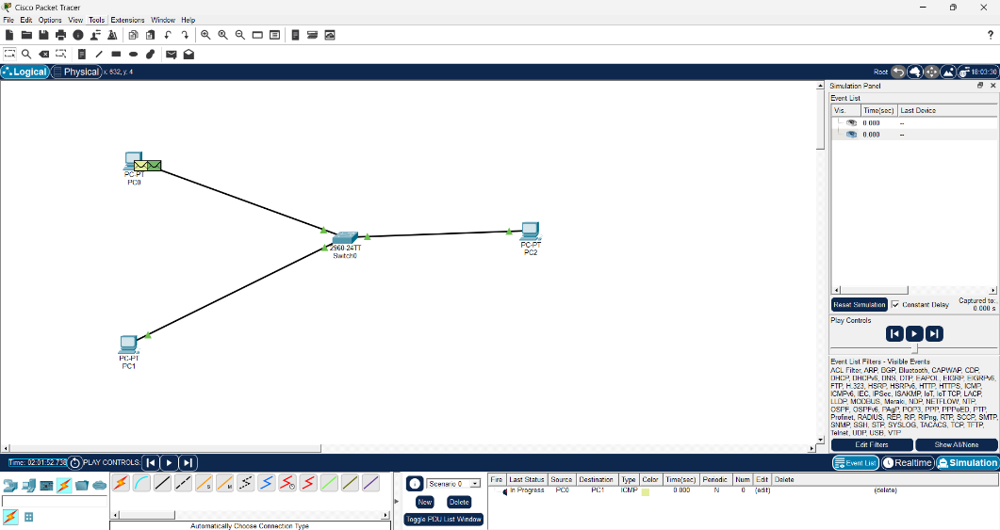 Cisco Packet Tracer
File Edit Options View Tools Extensions Window Help
?
Logical Physical x: 632, y: 4 Root 18:03:30
Simulation Panel
Event List
Vis. Time(sec) Last Device
0.000 --
0.000 --
PC-PT
PC0
2960-24TT
Switch0
PC-PT
PC2
PC-PT
PC1
Reset Simulation Constant Delay Captured to:
0.000 s
Play Controls
Event List Filters - Visible Events
ACL Filter, ARP, BGP, Bluetooth, CAPWAP, CDP,
DHCP, DHCPv6, DNS, DTP, EAPOL, EIGRP, EIGRPv6,
FTP, H.323, HSRP, HSRPv6, HTTP, HTTPS, ICMP,
ICMPv6, IEC, IPSec, ISAKMP, IoT, IoT TCP, LACP,
LLDP, MODBUS, Meraki, NDP, NETFLOW, NTP,
OSPF, OSPFv6, PAgP, POP3, PPP, PPPoED, PTP,
Profinet, RADIUS, REP, RIP, RIPng, RTP, SCCP, SMTP,
SNMP, SSH, STP, SYSLOG, TACACS, TCP, TFTP,
Telnet, UDP, USB, VTP
Edit Filters Show All/None
Time: 02:01:52.738 PLAY CONTROLS: Event List Realtime Simulation
Scenario 0
New Delete
Toggle PDU List Window
Fire Last Status Source Destination Type Color Time(sec) Periodic Num Edit Delete
In Progress PC0 PC1 ICMP 0.000 N 0 (edit) (delete)
Automatically Choose Connection Type